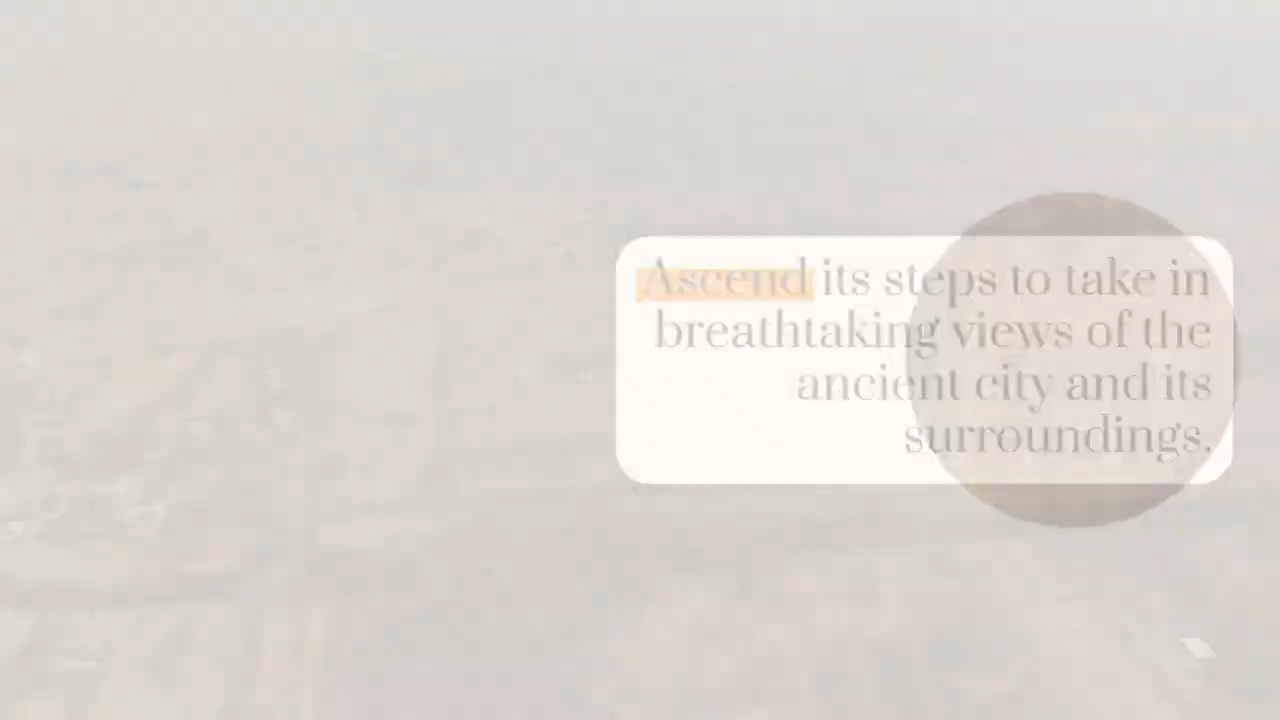 Ascend its steps to take in
breathtaking views of the
ancient city and its
surroundings.